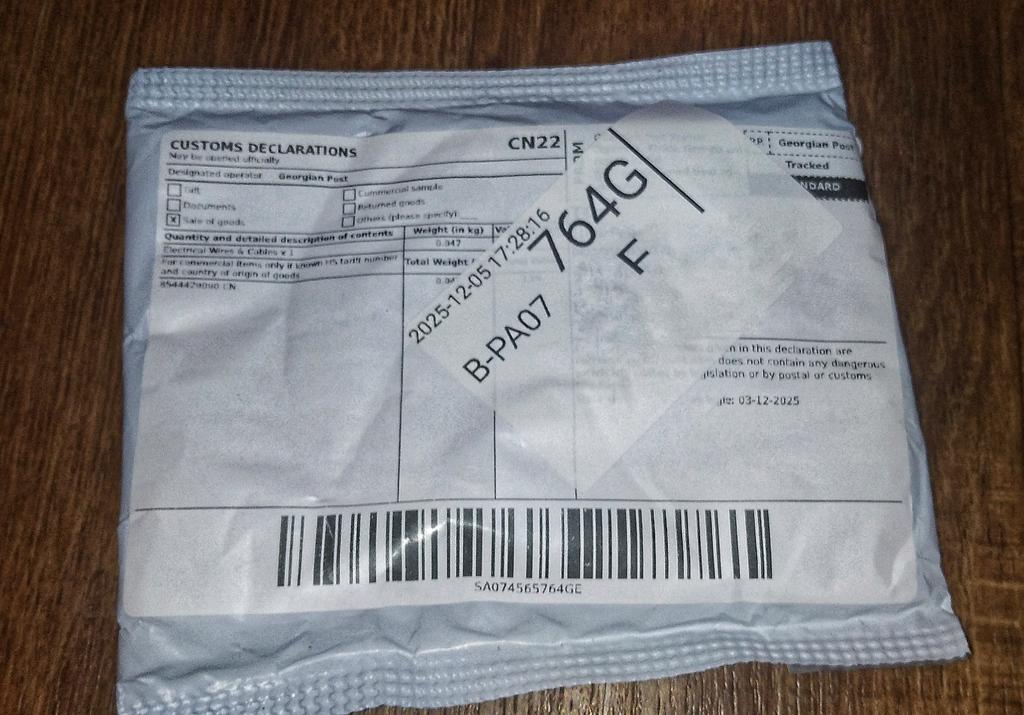 CUSTOMS DECLARATIONS
May be opened officially
CN22
Designated operator Georgian Post
Gift
Documents
Sale of goods
Commercial sample
Returned goods
Others (please specify): ___
Quantity and detailed description of contents
Weight (in kg)
Electrical Wires & Cables x 1
0.047
For commercial items only if known HS tariff number
and country of origin of goods
Total Weight
8544429090 CN
2025-12-05 17:28:16
764G
B-PA07
F
Georgian Post
Tracked
in this declaration are
does not contain any dangerous
or by postal or customs
03-12-2025
SA074565764GE